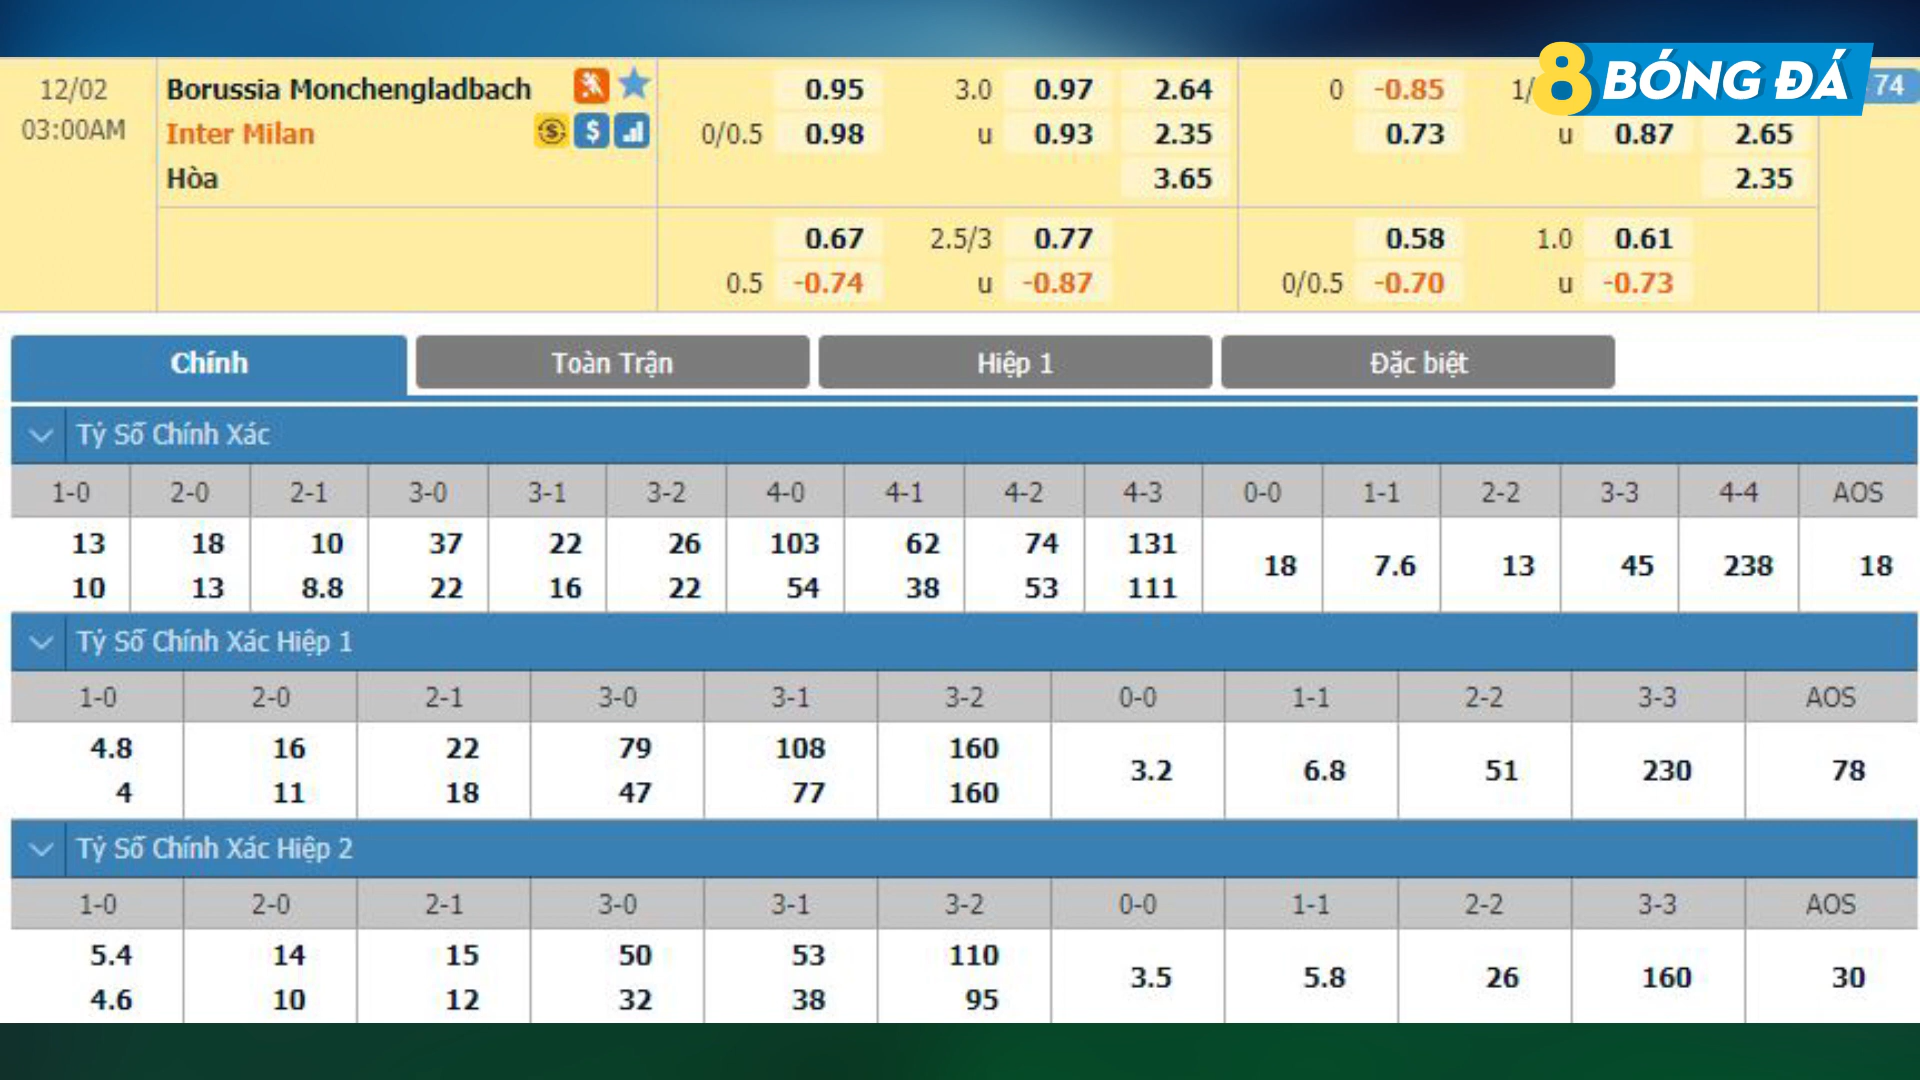 8 BÓNG ĐÁ
12/02 Borussia Monchengladbach 0.95 3.0 0.97 2.64 0 -0.85 1/ 74
03:00AM Inter Milan $ $ 0/0.5 0.98 u 0.93 2.35 0.73 u 0.87 2.65
Hòa 3.65 2.35
0.67 2.5/3 0.77 0.58 1.0 0.61
0.5 -0.74 u -0.87 0/0.5 -0.70 u -0.73
Chính Toàn Trận Hiệp 1 Đặc biệt
Tỷ Số Chính Xác
1-0 2-0 2-1 3-0 3-1 3-2 4-0 4-1 4-2 4-3 0-0 1-1 2-2 3-3 4-4 AOS
13 18 10 37 22 26 103 62 74 131
18 7.6 13 45 238 18
10 13 8.8 22 16 22 54 38 53 111
Tỷ Số Chính Xác Hiệp 1
1-0 2-0 2-1 3-0 3-1 3-2 0-0 1-1 2-2 3-3 AOS
4.8 16 22 79 108 160
3.2 6.8 51 230 78
4 11 18 47 77 160
Tỷ Số Chính Xác Hiệp 2
1-0 2-0 2-1 3-0 3-1 3-2 0-0 1-1 2-2 3-3 AOS
5.4 14 15 50 53 110
3.5 5.8 26 160 30
4.6 10 12 32 38 95